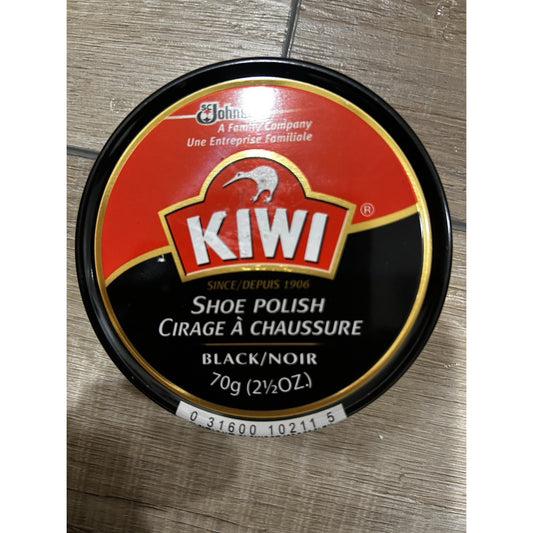 SC Johnson
A Family Company
Une Entreprise Familiale
KIWI ®
SINCE/DEPUIS 1906
SHOE POLISH
CIRAGE À CHAUSSURE
BLACK/NOIR
70g (2½OZ.)
0 31600 10211 5